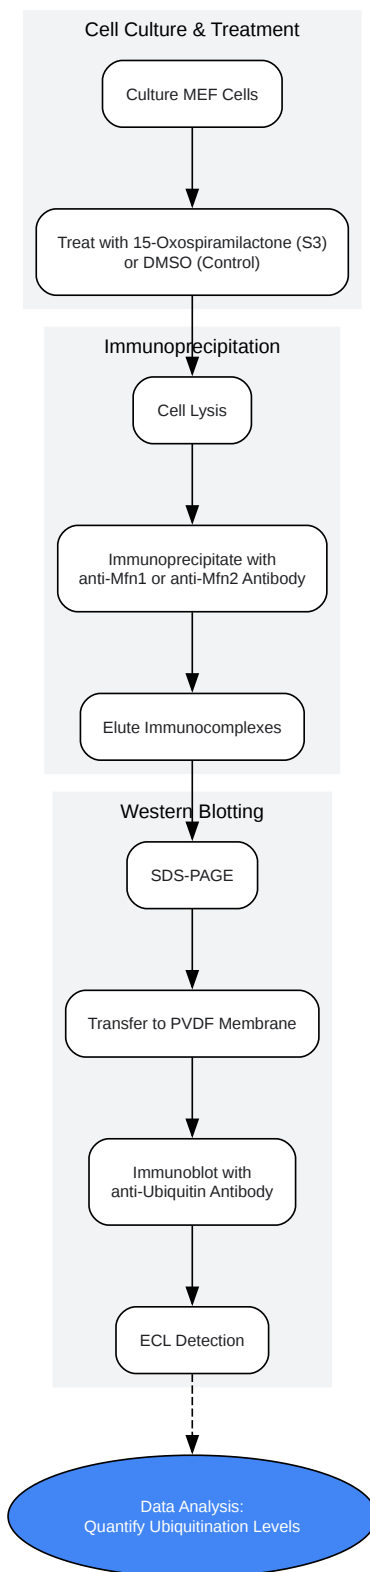 Cell Culture & Treatment
Culture MEF Cells
Treat with 15-Oxospiramilactone (S3)
or DMSO (Control)
Immunoprecipitation
Cell Lysis
Immunoprecipitate with
anti-Mfn1 or anti-Mfn2 Antibody
Elute Immunocomplexes
Western Blotting
SDS-PAGE
Transfer to PVDF Membrane
Immunoblot with
anti-Ubiquitin Antibody
ECL Detection
Data Analysis:
Quantify Ubiquitination Levels